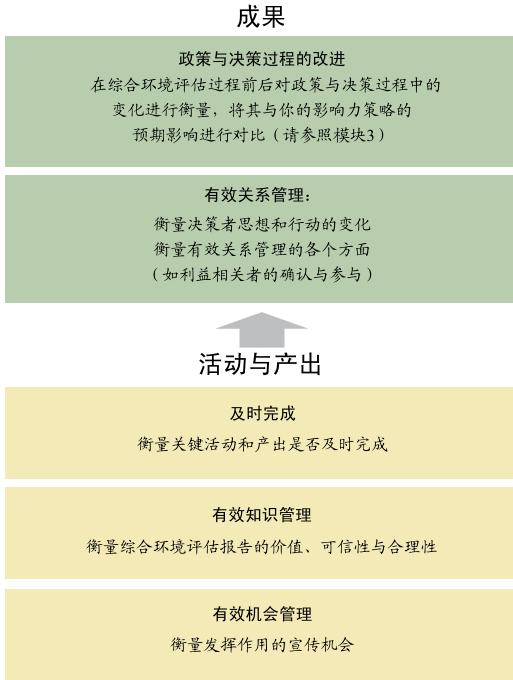 成果
政策与决策过程的改进
在综合环境评估过程前后对政策与决策过程中的
变化进行衡量，将其与你的影响力策略的
预期影响进行对比（请参照模块3）
有效关系管理：
衡量决策者思想和行动的变化
衡量有效关系管理的各个方面
（如利益相关者的确认与参与）
活动与产出
及时完成
衡量关键活动和产出是否及时完成
有效知识管理
衡量综合环境评估报告的价值、可信性与合理性
有效机会管理
衡量发挥作用的宣传机会